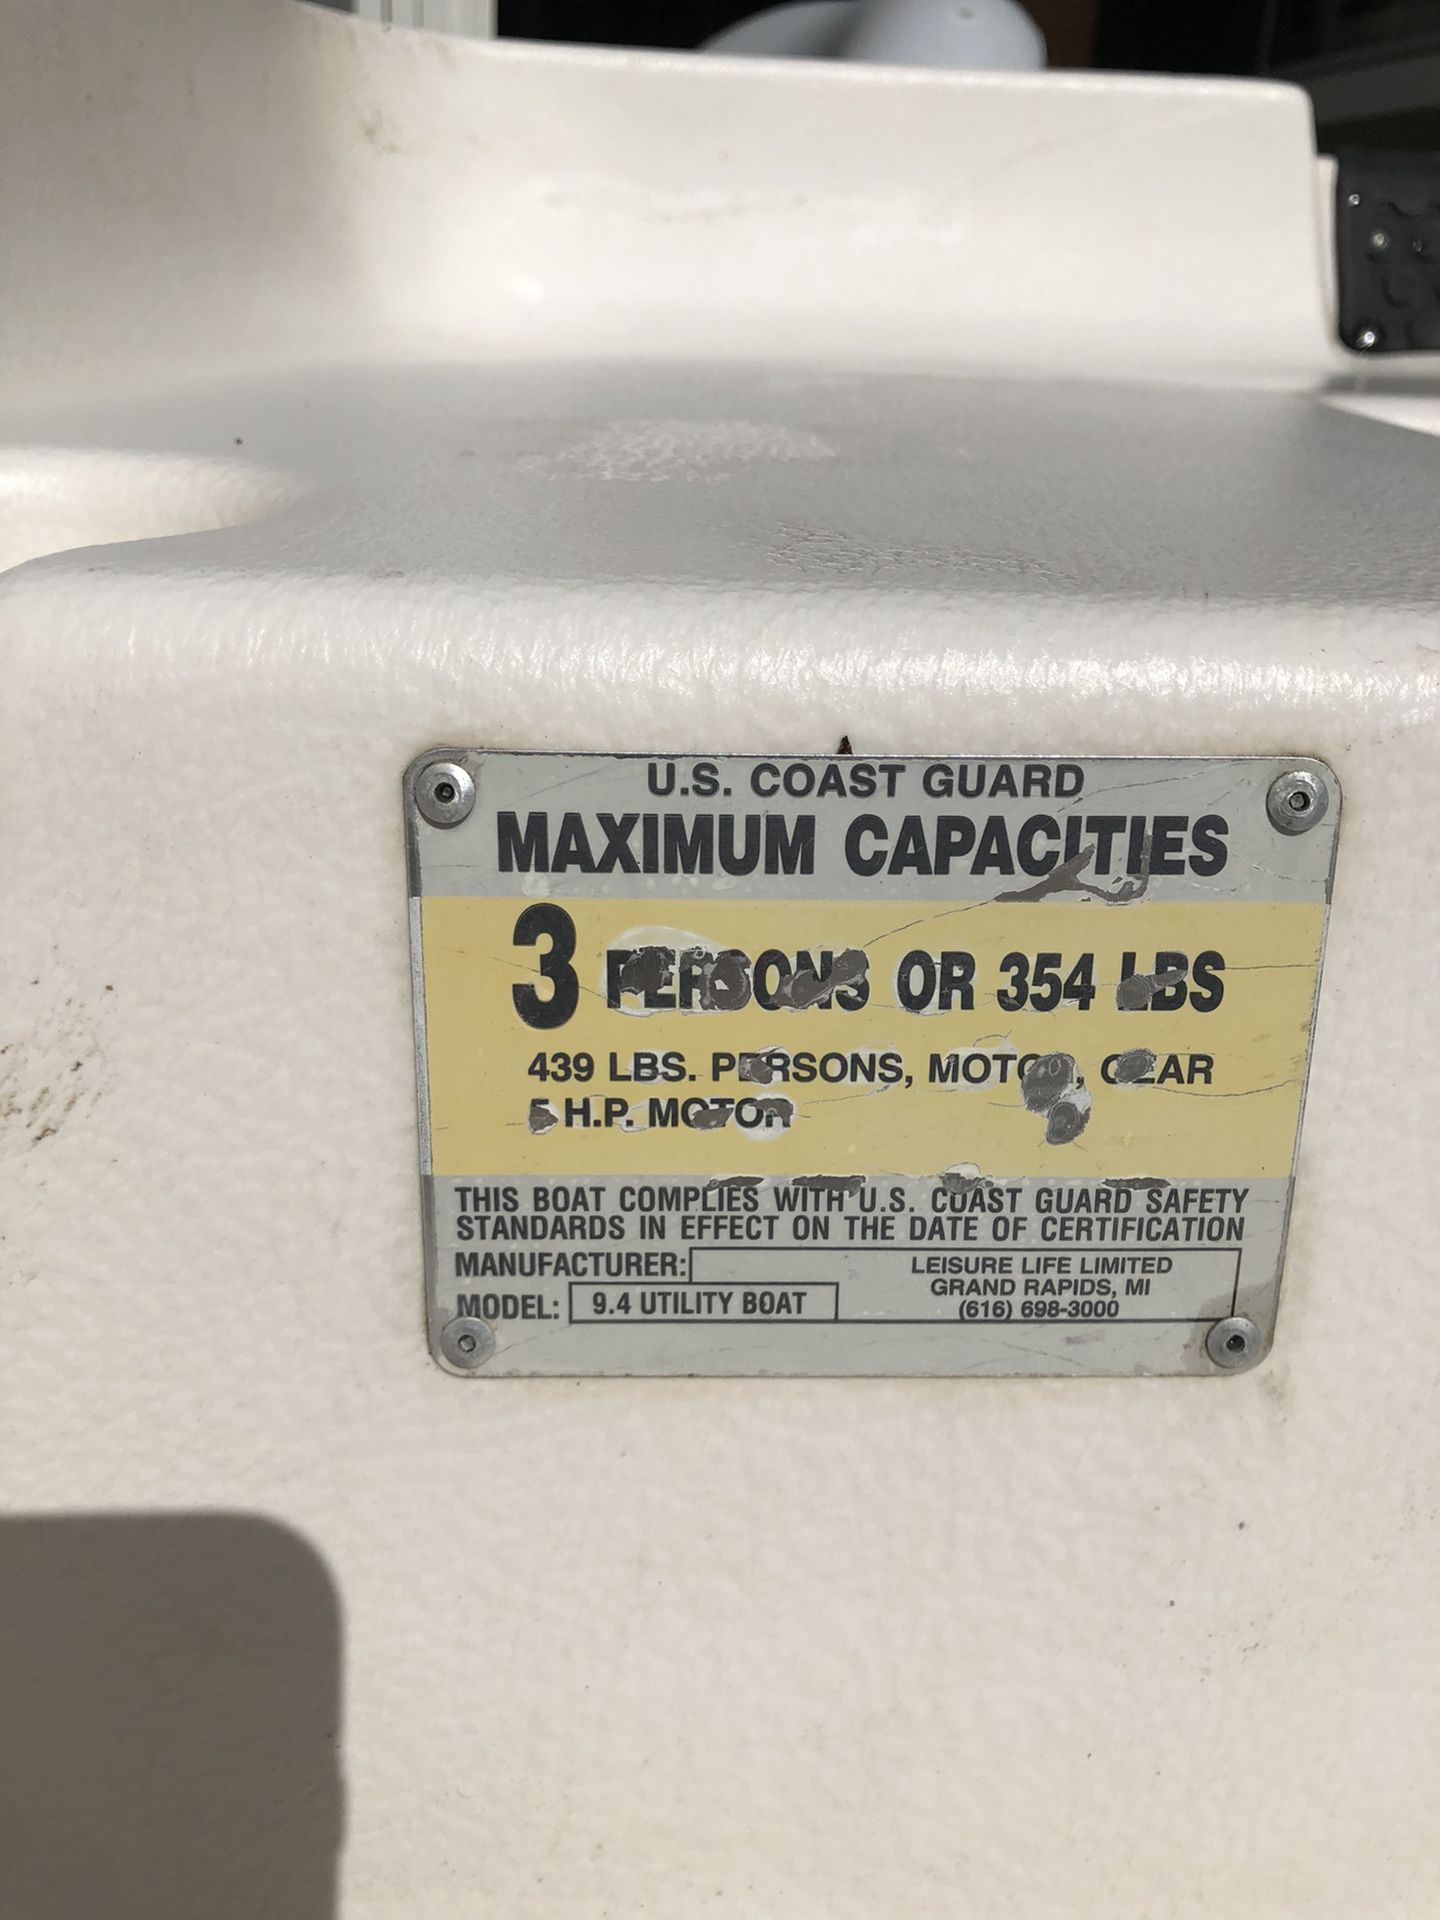 U.S. COAST GUARD
MAXIMUM CAPACITIES
3 PERSONS OR 354 LBS
439 LBS. PERSONS, MOTOR, GEAR
5 H.P. MOTOR
THIS BOAT COMPLIES WITH U.S. COAST GUARD SAFETY
STANDARDS IN EFFECT ON THE DATE OF CERTIFICATION
MANUFACTURER: LEISURE LIFE LIMITED
GRAND RAPIDS, MI
MODEL: 9.4 UTILITY BOAT (616) 698-3000